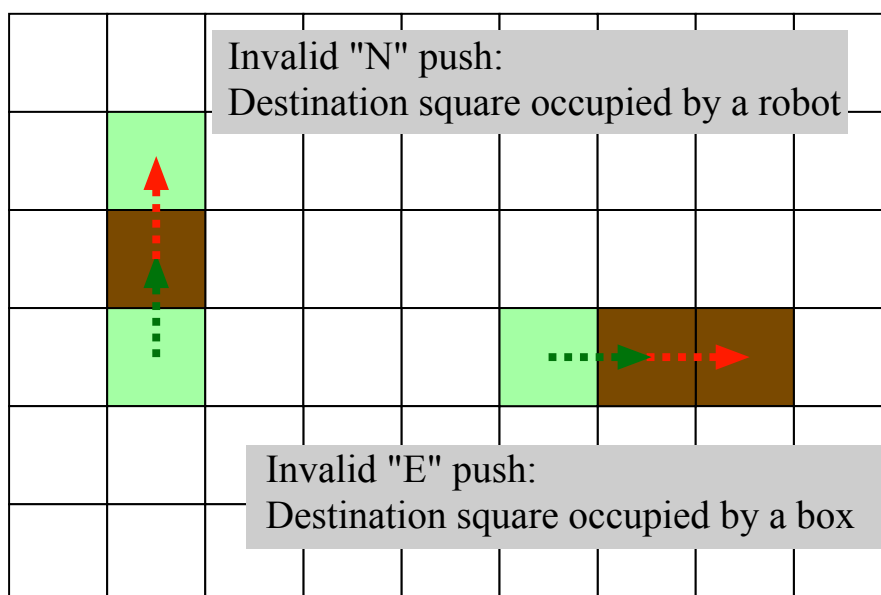 Invalid "N" push:
Destination square occupied by a robot
Invalid "E" push:
Destination square occupied by a box